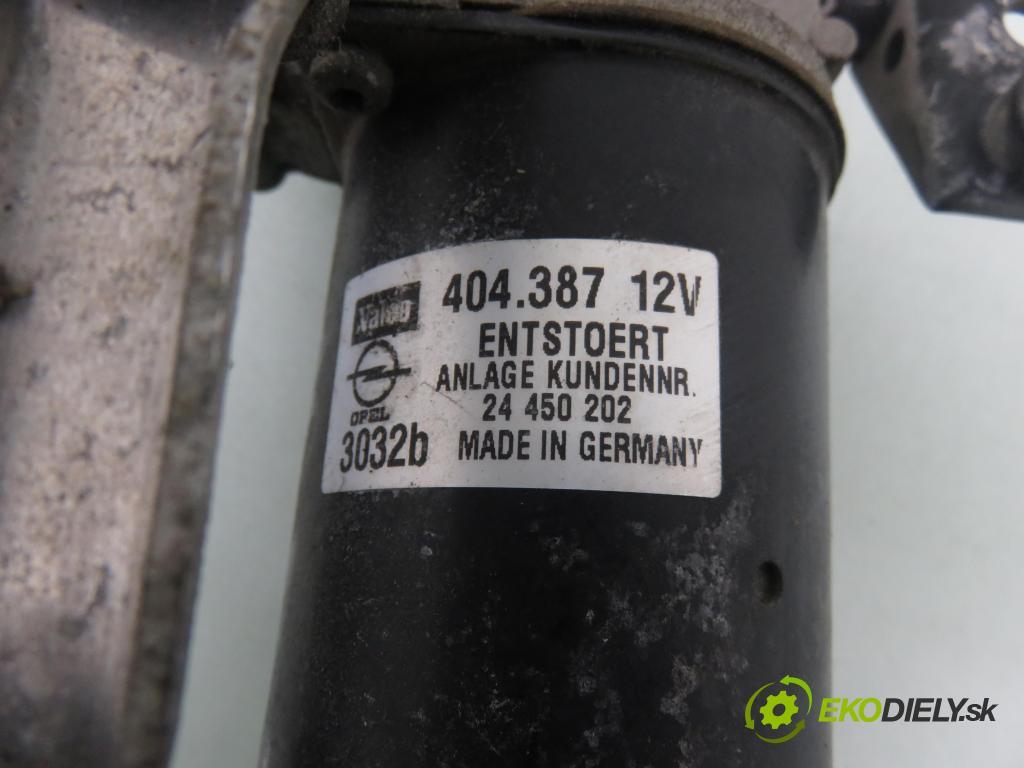 Valeo
404.387 12V
ENTSTOERT
ANLAGE KUNDENNR.
24 450 202
OPEL
3032b MADE IN GERMANY
EKODIELY.sk